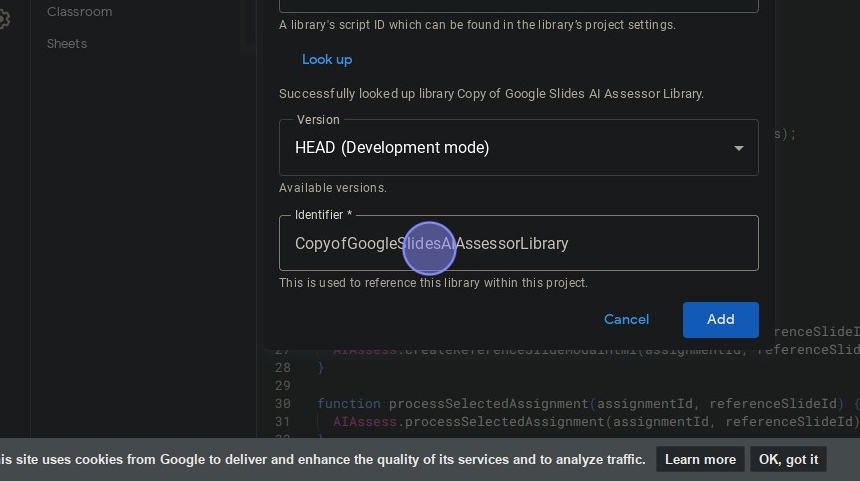 Classroom
Sheets
A library's script ID which can be found in the library's project settings.
Look up
Successfully looked up library Copy of Google Slides AI Assessor Library.
Version
HEAD (Development mode)
s);
Available versions.
Identifier *
CopyofGoogleSlidesAIAssessorLibrary
This is used to reference this library within this project.
Cancel
Add
renceSlideI
27 AIAssess.createReferenceSlideModalHtml(assignmentId, referenceSlid
28 }
29
30 function processSelectedAssignment(assignmentId, referenceSlideId) {
31 AIAssess.processSelectedAssignment(assignmentId, referenceSlideId)
is site uses cookies from Google to deliver and enhance the quality of its services and to analyze traffic.
Learn more
OK, got it